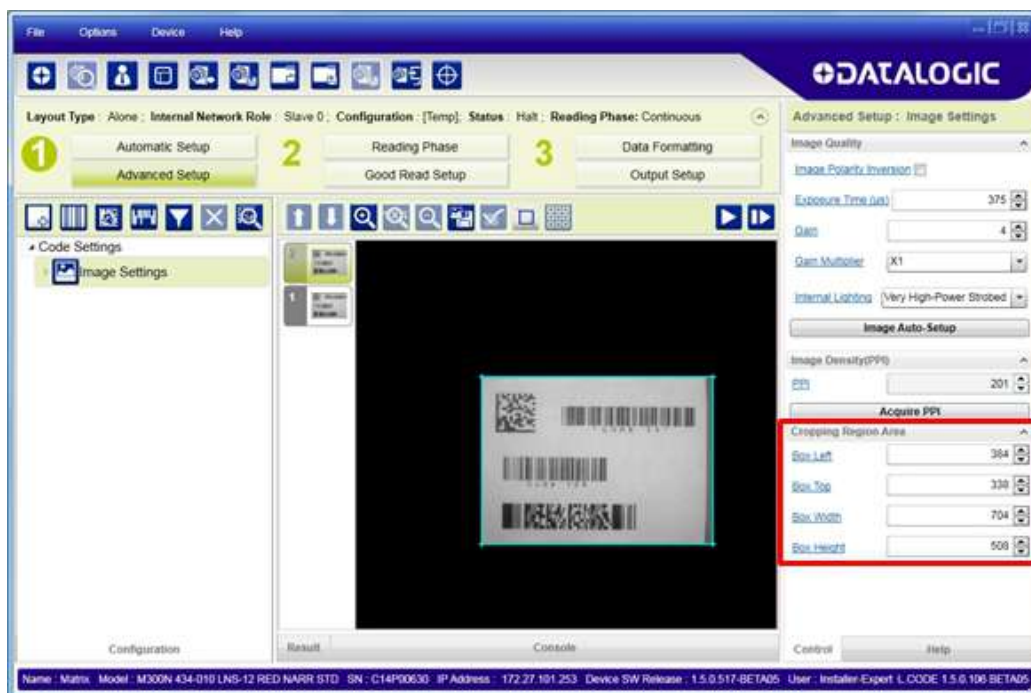 File Options Device Help
DATALOGIC
Layout Type : Alone ; Internal Network Role : Slave 0 ; Configuration : [Temp]; Status : Halt ; Reading Phase: Continuous
1 Automatic Setup 2 Reading Phase 3 Data Formatting
Advanced Setup Good Read Setup Output Setup
Code Settings
Image Settings
2
1
Configuration
Result Console
Advanced Setup : Image Settings
Image Quality
Image Polarity Inversion
Exposure Time (us) 375
Gain 4
Gain Multiplier X1
Internal Lighting Very High-Power Strobed
Image Auto-Setup
Image Density(PPI)
PPI 201
Acquire PPI
Cropping Region Area
Box Left 384
Box Top 338
Box Width 704
Box Height 508
Control Help
Name : Matrix Model : M300N 434-010 LNS-12 RED NARR STD SN : C14P00630 IP Address : 172.27.101.253 Device SW Release : 1.5.0.517-BETA05 User : Installer-Expert L.CODE 1.5.0.106 BETA05